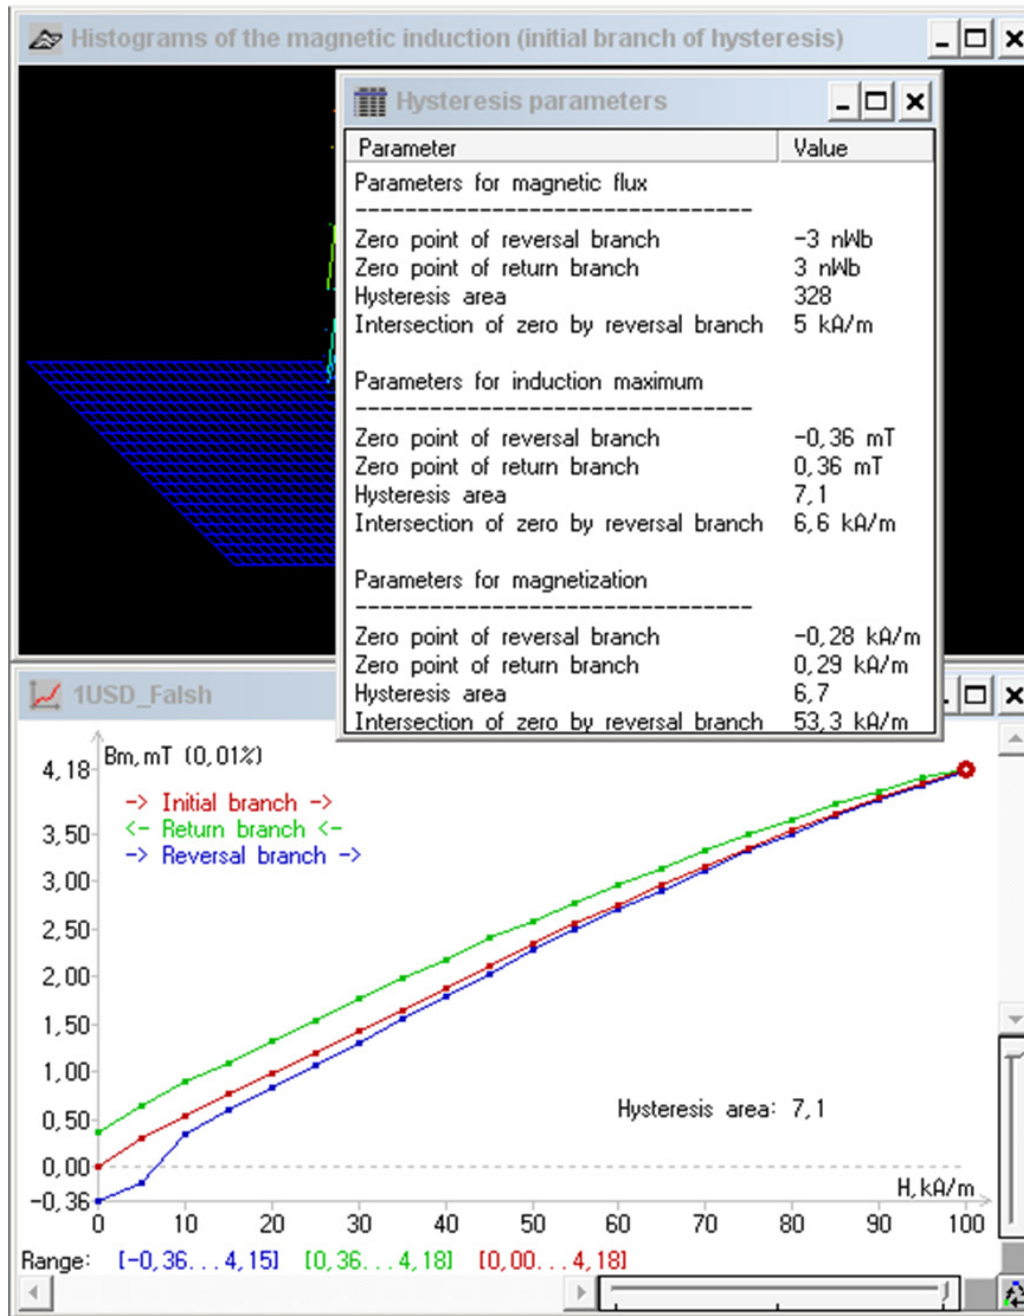 Histograms of the magnetic induction (initial branch of hysteresis)
Hysteresis parameters
Parameter Value
Parameters for magnetic flux
---------------------------------
Zero point of reversal branch -3 nWb
Zero point of return branch 3 nWb
Hysteresis area 328
Intersection of zero by reversal branch 5 kA/m
Parameters for induction maximum
---------------------------------
Zero point of reversal branch -0,36 mT
Zero point of return branch 0,36 mT
Hysteresis area 7,1
Intersection of zero by reversal branch 6,6 kA/m
Parameters for magnetization
---------------------------------
Zero point of reversal branch -0,28 kA/m
Zero point of return branch 0,29 kA/m
Hysteresis area 6,7
Intersection of zero by reversal branch 53,3 kA/m
1USD_Falsh
Bm,mT (0,01%)
4,18
-> Initial branch ->
<- Return branch <-
-> Reversal branch ->
3,50
3,00
2,50
2,00
1,50
1,00
0,50
0,00
-0,36
Hysteresis area: 7,1
H,kA/m
0 10 20 30 40 50 60 70 80 90 100
Range: [-0,36...4,15] [0,36...4,18] [0,00...4,18]